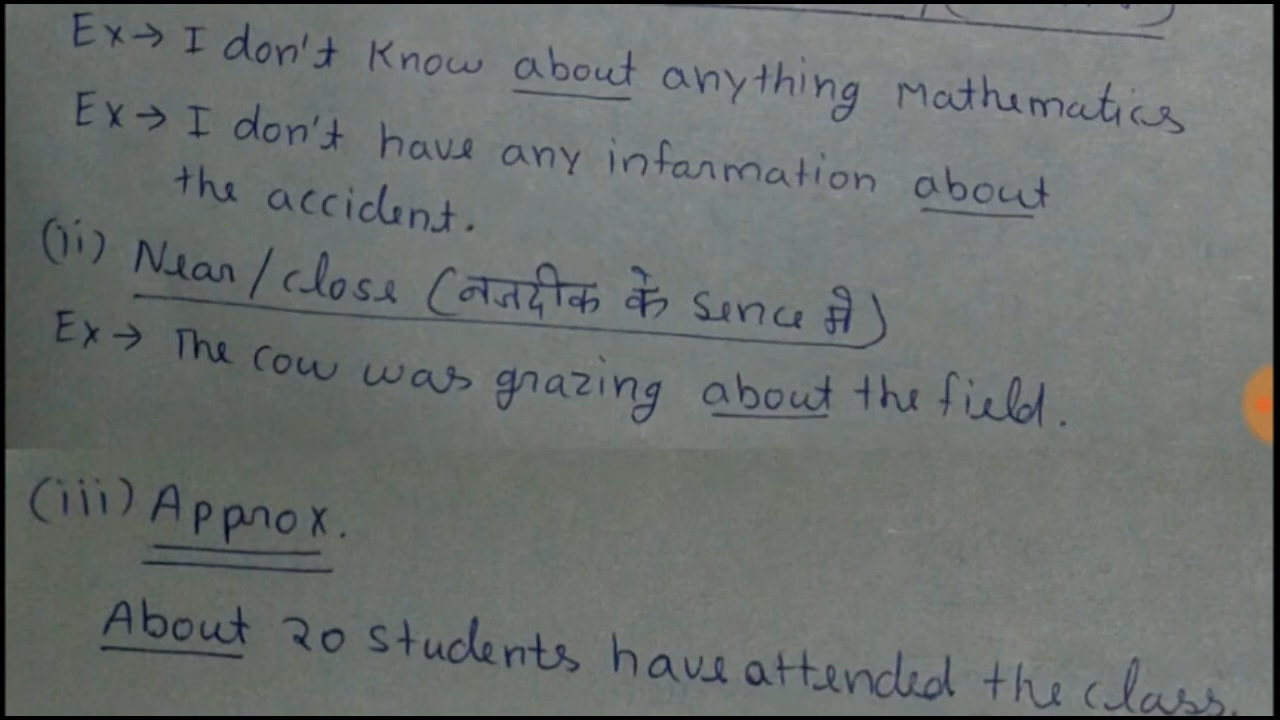 Ex→ I don't know about anything Mathematics
Ex→ I don't have any infarmation about
the accident.
(ii) Near/close (नजदीक के sence में)
Ex→ The cow was grazing about the field.
(iii) Approx.
About 20 students have attended the class.